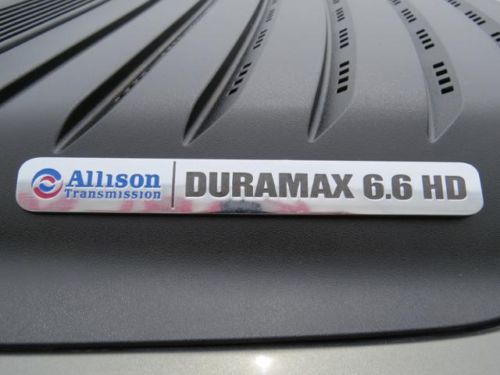 Allison
Transmission
DURAMAX 6.6 HD